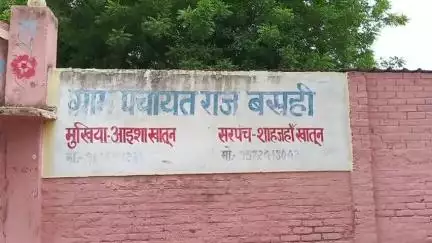 ग्राम पंचायत राज बसही
मुखिया-आइशा खातून सरपंच-शाहजहाँ खातून
मो.- मो.-